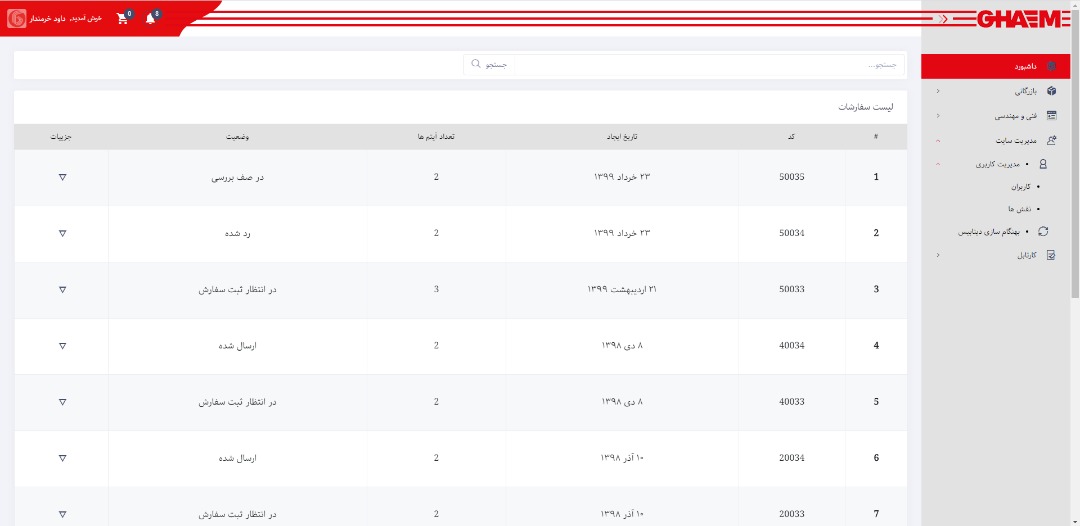 GHAEM
8
0
خوش آمدید, داود خرمندار
داشبورد
بازرگانی
فنی و مهندسی
مدیریت سایت
مدیریت کاربری
کاربران
نقش ها
بهنگام سازی دیتابیس
کارتابل
جستجو...
جستجو
لیست سفارشات
# کد تاریخ ایجاد تعداد آیتم ها وضعیت جزییات
1 50035 ۲۳ خرداد ۱۳۹۹ 2 در صف بررسی
2 50034 ۲۳ خرداد ۱۳۹۹ 2 رد شده
3 50033 ۲۱ اردیبهشت ۱۳۹۹ 3 در انتظار ثبت سفارش
4 40034 ۸ دی ۱۳۹۸ 2 ارسال شده
5 40033 ۸ دی ۱۳۹۸ 2 در انتظار ثبت سفارش
6 20034 ۱۰ آذر ۱۳۹۸ 2 ارسال شده
7 20033 ۱۰ آذر ۱۳۹۸ 2 در انتظار ثبت سفارش